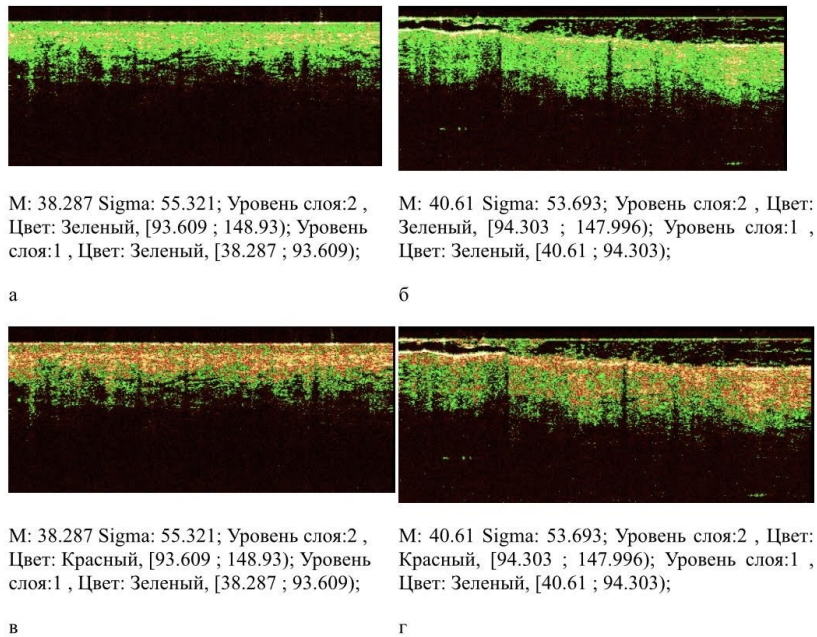 М: 38.287 Sigma: 55.321; Уровень слоя:2 ,
Цвет: Зеленый, [93.609 ; 148.93); Уровень
слоя:1 , Цвет: Зеленый, [38.287 ; 93.609);
а
М: 40.61 Sigma: 53.693; Уровень слоя:2 , Цвет:
Зеленый, [94.303 ; 147.996); Уровень слоя:1 ,
Цвет: Зеленый, [40.61 ; 94.303);
б
М: 38.287 Sigma: 55.321; Уровень слоя:2 ,
Цвет: Красный, [93.609 ; 148.93); Уровень
слоя:1 , Цвет: Зеленый, [38.287 ; 93.609);
в
М: 40.61 Sigma: 53.693; Уровень слоя:2 , Цвет:
Красный, [94.303 ; 147.996); Уровень слоя:1 ,
Цвет: Зеленый, [40.61 ; 94.303);
г